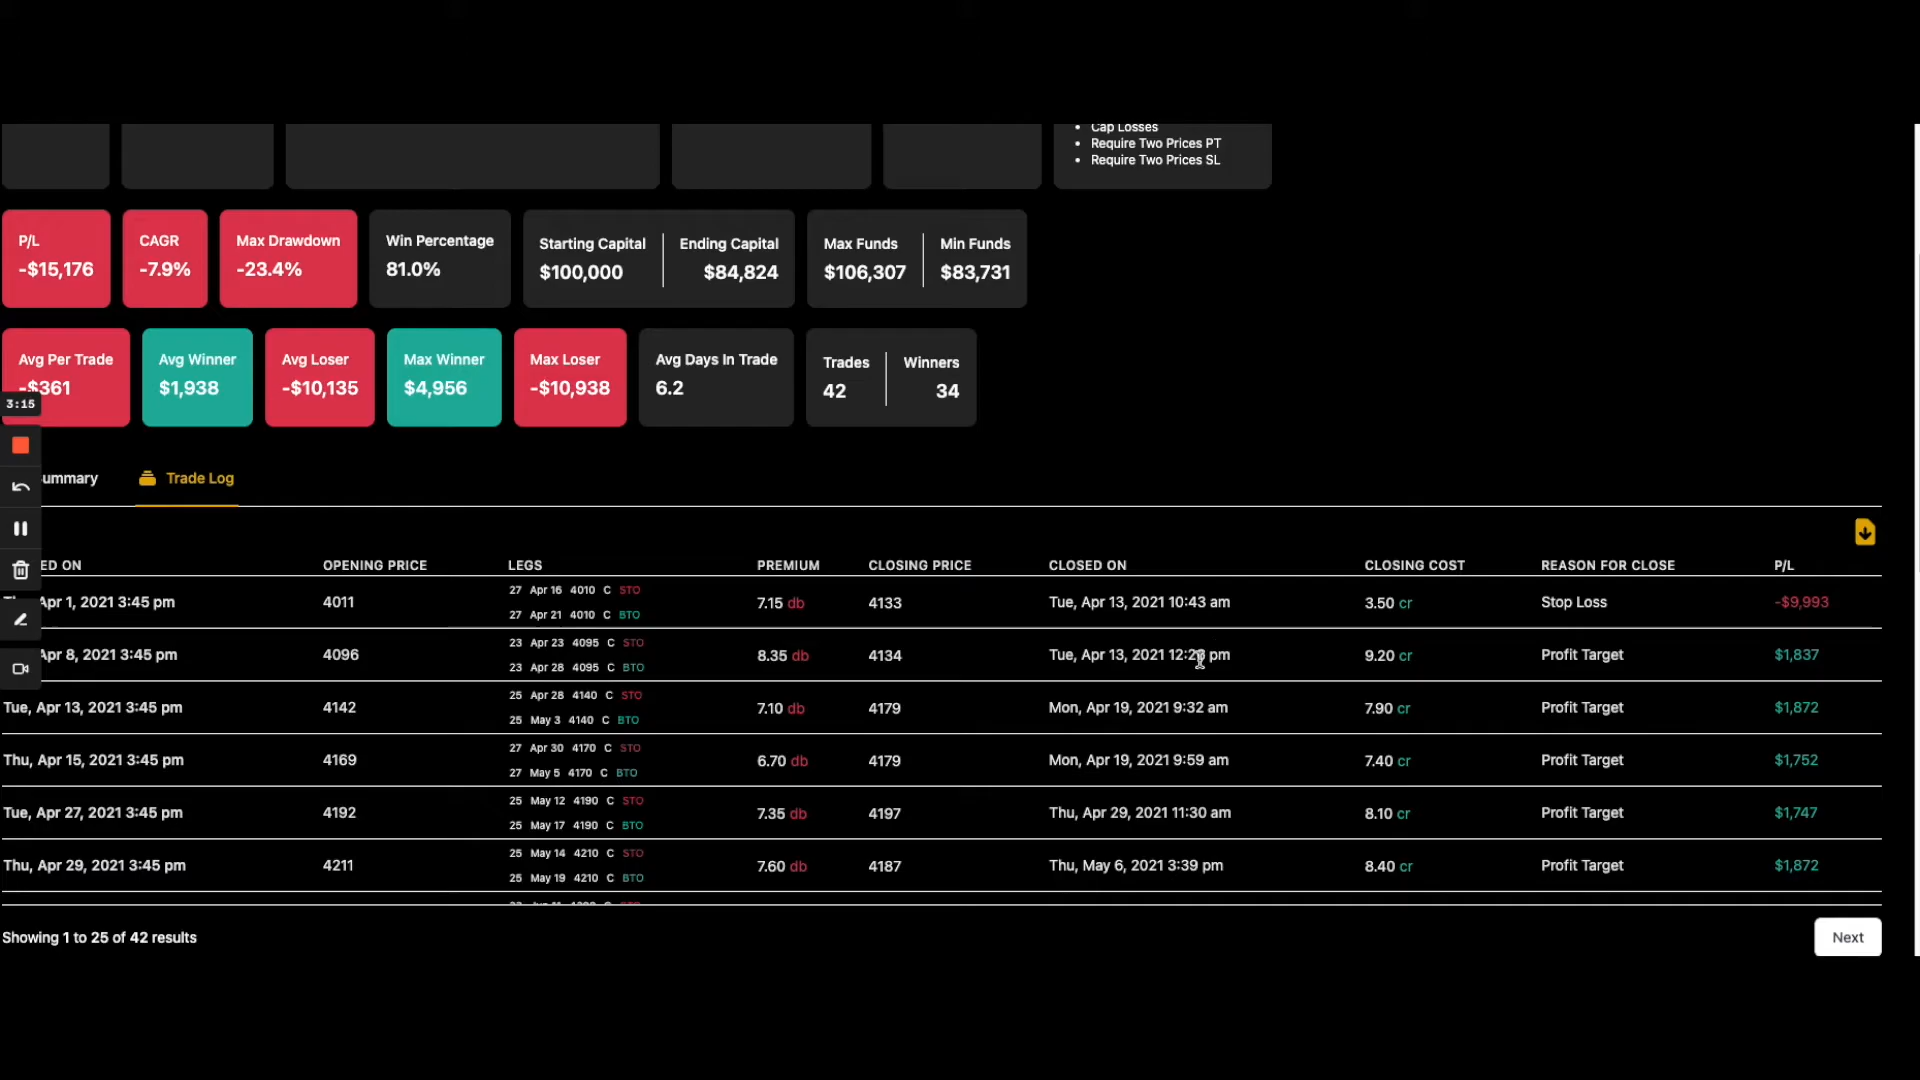 Cap Losses
Require Two Prices PT
Require Two Prices SL
P/L CAGR Max Drawdown Win Percentage Starting Capital Ending Capital Max Funds Min Funds
-$15,176 -7.9% -23.4% 81.0% $100,000 $84,824 $106,307 $83,731
Avg Per Trade Avg Winner Avg Loser Max Winner Max Loser Avg Days In Trade Trades Winners
-$361 $1,938 -$10,135 $4,956 -$10,938 6.2 42 34
3:15
ummary Trade Log
ED ON OPENING PRICE LEGS PREMIUM CLOSING PRICE CLOSED ON CLOSING COST REASON FOR CLOSE P/L
27 Apr 16 4010 C STO
Apr 1, 2021 3:45 pm 4011 7.15 db 4133 Tue, Apr 13, 2021 10:43 am 3.50 cr Stop Loss -$9,993
27 Apr 21 4010 C BTO
23 Apr 23 4095 C STO
Apr 8, 2021 3:45 pm 4096 8.35 db 4134 Tue, Apr 13, 2021 pm 9.20 cr Profit Target $1,837
23 Apr 28 4095 C BTO
25 Apr 28 4140 C STO
Tue, Apr 13, 2021 3:45 pm 4142 7.10 db 4179 Mon, Apr 19, 2021 9:32 am 7.90 cr Profit Target $1,872
25 May 3 4140 C BTO
27 Apr 30 4170 C STO
Thu, Apr 15, 2021 3:45 pm 4169 6.70 db 4179 Mon, Apr 19, 2021 9:59 am 7.40 cr Profit Target $1,752
27 May 5 4170 C BTO
25 May 12 4190 C STO
Tue, Apr 27, 2021 3:45 pm 4192 7.35 db 4197 Thu, Apr 29, 2021 11:30 am 8.10 cr Profit Target $1,747
25 May 17 4190 C BTO
25 May 14 4210 C STO
Thu, Apr 29, 2021 3:45 pm 4211 7.60 db 4187 Thu, May 6, 2021 3:39 pm 8.40 cr Profit Target $1,872
25 May 19 4210 C BTO
Showing 1 to 25 of 42 results Next